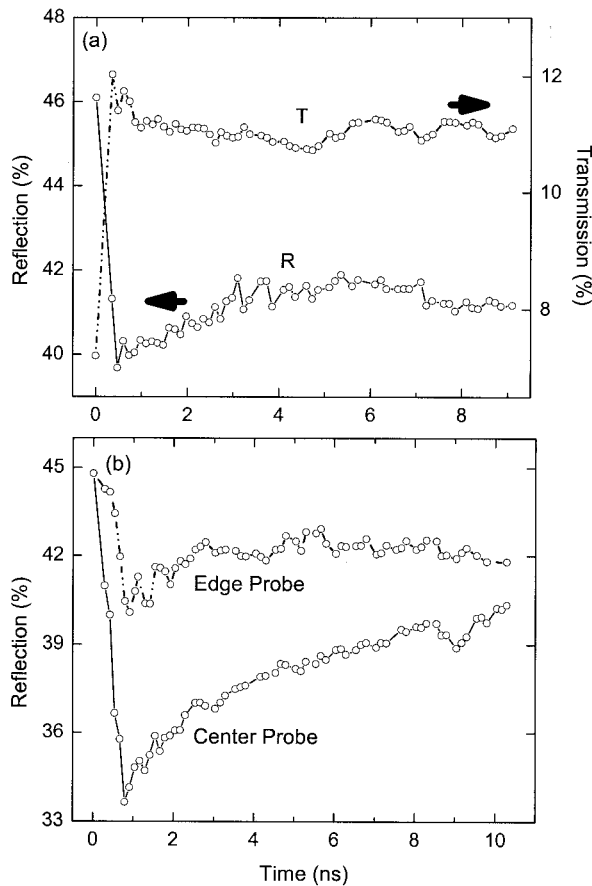 (a)
48
46
44
42
40
Reflection (%)
12
10
8
Transmission (%)
T
R
0 2 4 6 8
(b)
45
42
39
36
33
Reflection (%)
Edge Probe
Center Probe
0 2 4 6 8 10
Time (ns)